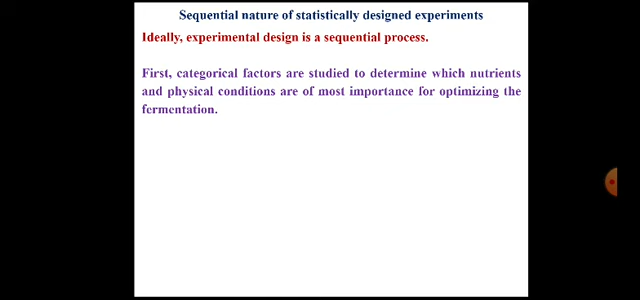 Sequential nature of statistically designed experiments
Ideally, experimental design is a sequential process.
First, categorical factors are studied to determine which nutrients
and physical conditions are of most importance for optimizing the
fermentation.